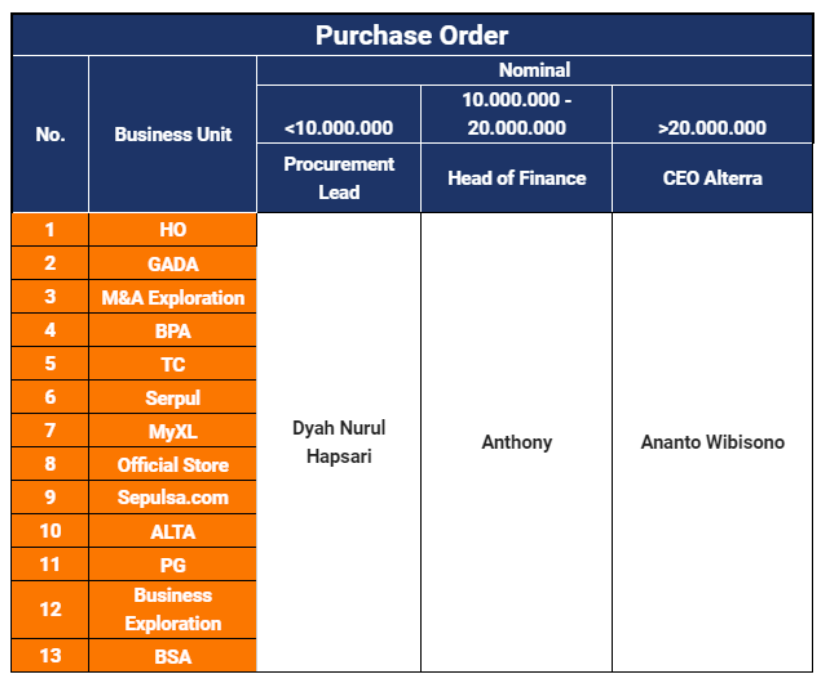 Purchase Order
No.
Business Unit
Nominal
<10.000.000
10.000.000 -
20.000.000
>20.000.000
Procurement
Lead
Head of Finance
CEO Alterra
1 HO
2 GADA
3 M&A Exploration
4 BPA
5 TC
6 Serpul
7 MyXL
8 Official Store
9 Sepulsa.com
10 ALTA
11 PG
12 Business
Exploration
13 BSA
Dyah Nurul
Hapsari
Anthony
Ananto Wibisono